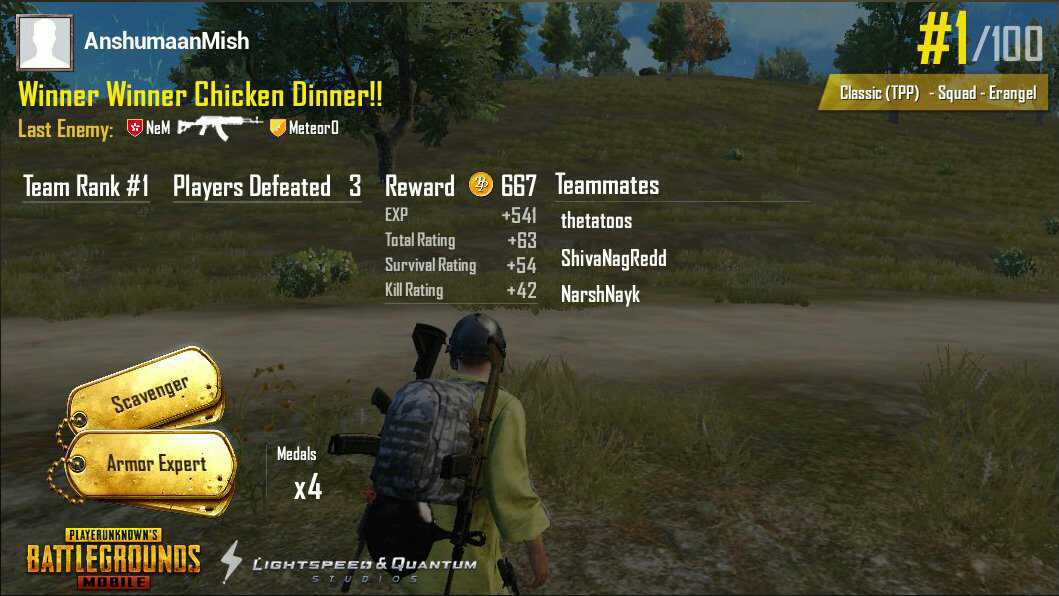 AnshumaanMish
#1/100
Winner Winner Chicken Dinner!!
Classic (TPP) - Squad - Erangel
Last Enemy: NeM Meteor0
Team Rank #1 Players Defeated 3 Reward 667 Teammates
EXP +541 thetatoos
Total Rating +63
Survival Rating +54 ShivaNagRedd
Kill Rating +42 NarshNayk
Scavenger
Armor Expert
Medals
x4
PLAYERUNKNOWN'S
BATTLEGROUNDS
MOBILE
LIGHTSPEED & QUANTUM
STUDIOS